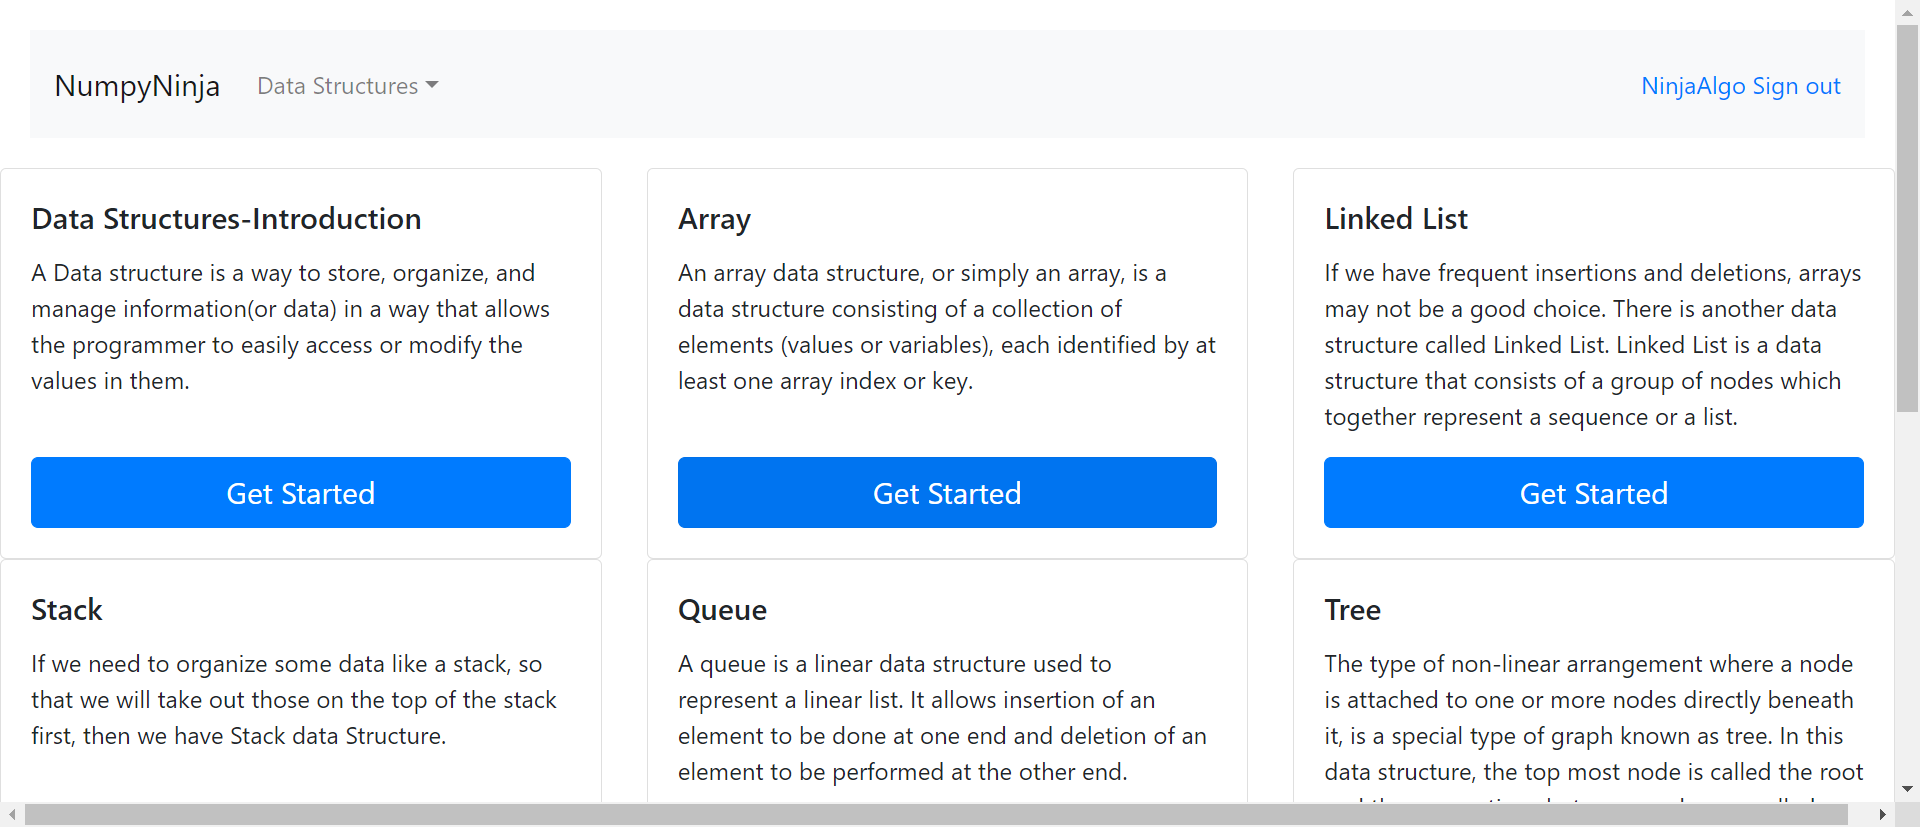 NumpyNinja
Data Structures
NinjaAlgo Sign out
Data Structures-Introduction
A Data structure is a way to store, organize, and
manage information(or data) in a way that allows
the programmer to easily access or modify the
values in them.
Get Started
Array
An array data structure, or simply an array, is a
data structure consisting of a collection of
elements (values or variables), each identified by at
least one array index or key.
Get Started
Linked List
If we have frequent insertions and deletions, arrays
may not be a good choice. There is another data
structure called Linked List. Linked List is a data
structure that consists of a group of nodes which
together represent a sequence or a list.
Get Started
Stack
If we need to organize some data like a stack, so
that we will take out those on the top of the stack
first, then we have Stack data Structure.
Queue
A queue is a linear data structure used to
represent a linear list. It allows insertion of an
element to be done at one end and deletion of an
element to be performed at the other end.
Tree
The type of non-linear arrangement where a node
is attached to one or more nodes directly beneath
it, is a special type of graph known as tree. In this
data structure, the top most node is called the root